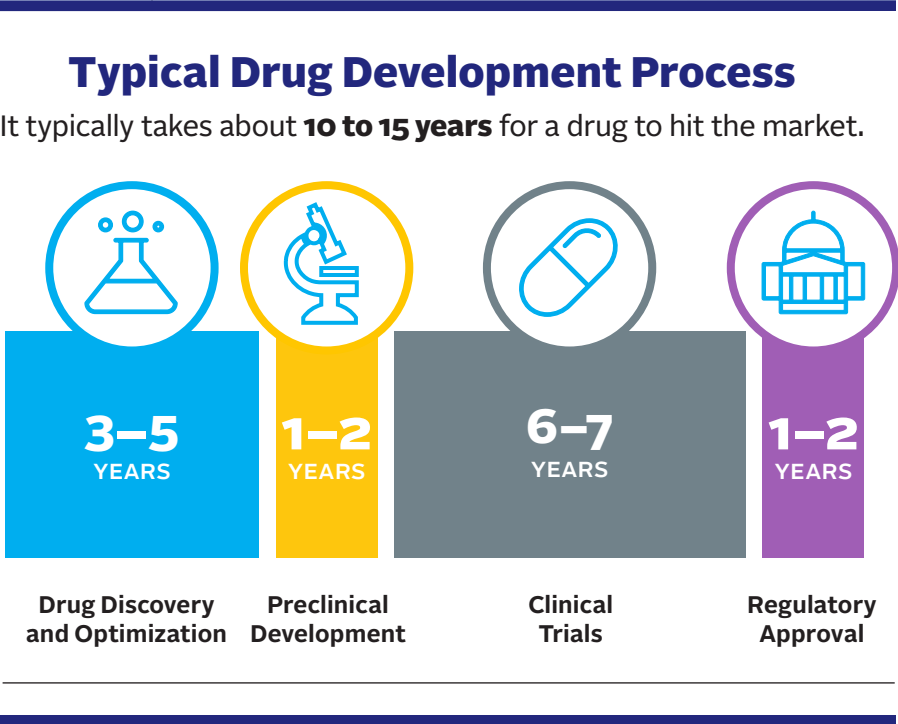 Typical Drug Development Process
It typically takes about 10 to 15 years for a drug to hit the market.
3–5
YEARS
1–2
YEARS
6–7
YEARS
1–2
YEARS
Drug Discovery
and Optimization
Preclinical
Development
Clinical
Trials
Regulatory
Approval